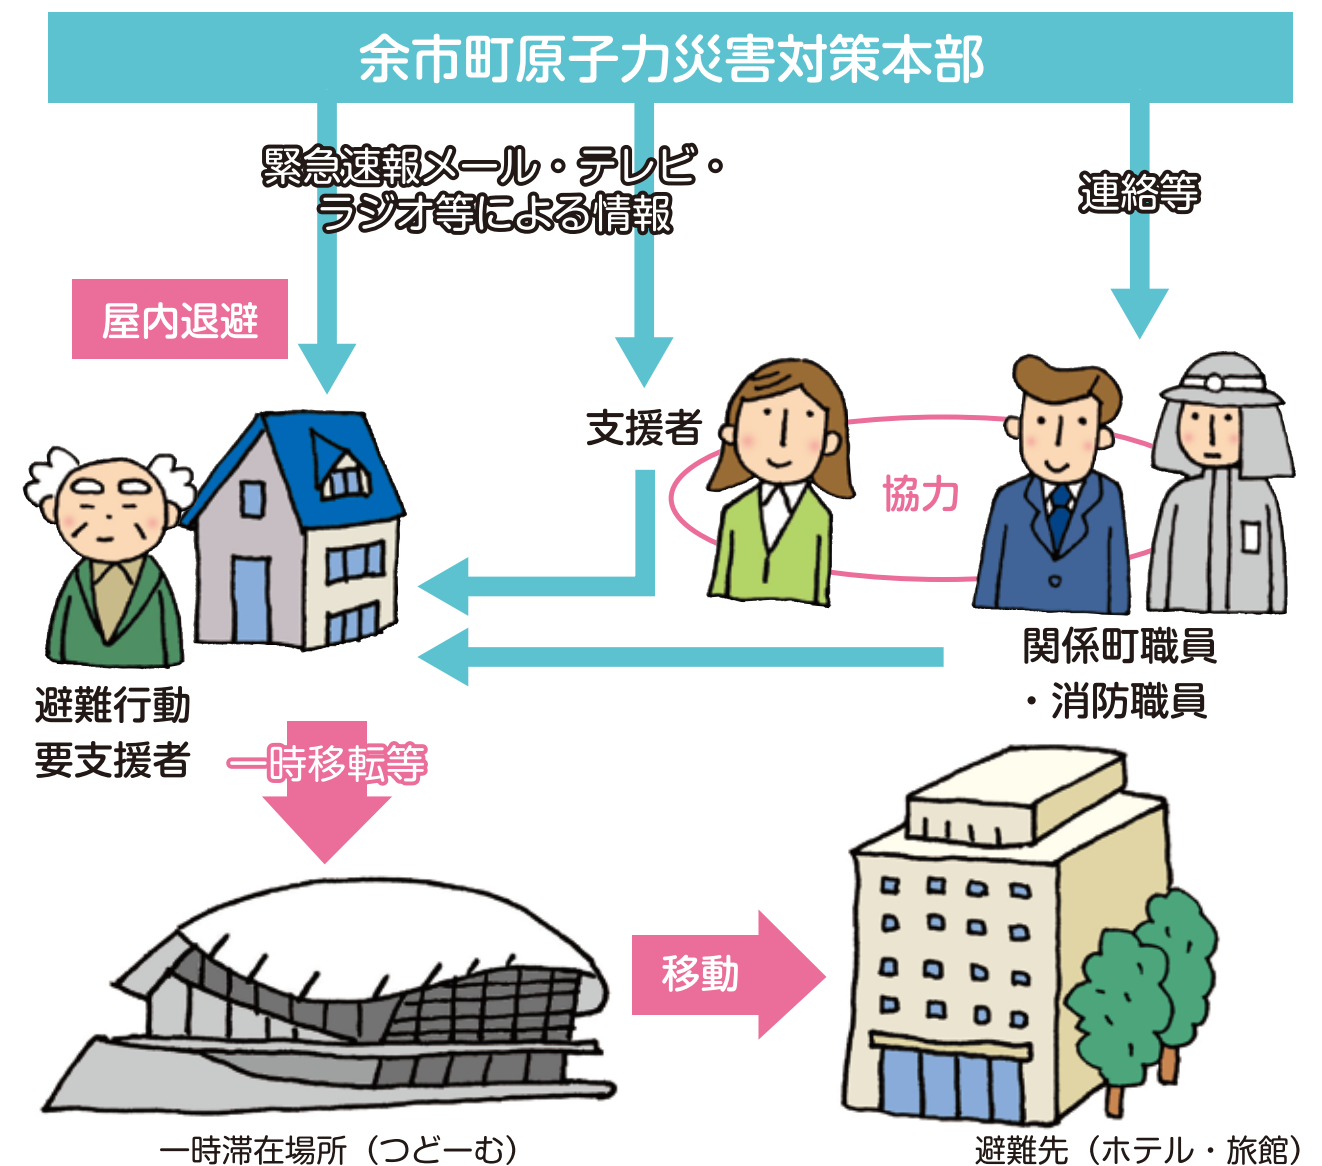 余市町原子力災害対策本部
緊急速報メール・テレビ・
ラジオ等による情報
連絡等
屋内退避
支援者
協力
関係町職員
・消防職員
避難行動
要支援者
一時移転等
移動
一時滞在場所（つどーむ）
避難先（ホテル・旅館）